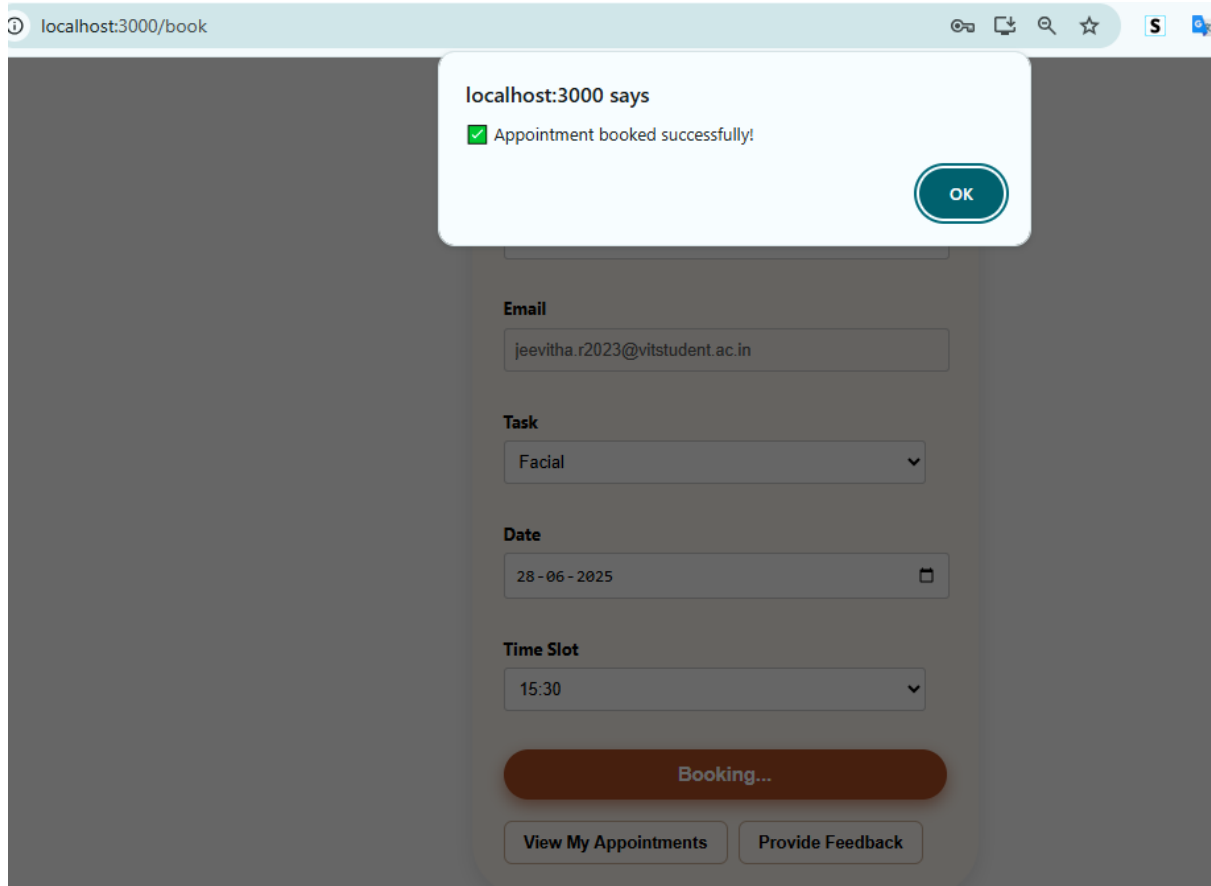 localhost:3000/book
S
G
localhost:3000 says
✅ Appointment booked successfully!
OK
Email
jeevitha.r2023@vitstudent.ac.in
Task
Facial
Date
28-06-2025
Time Slot
15:30
Booking...
View My Appointments Provide Feedback